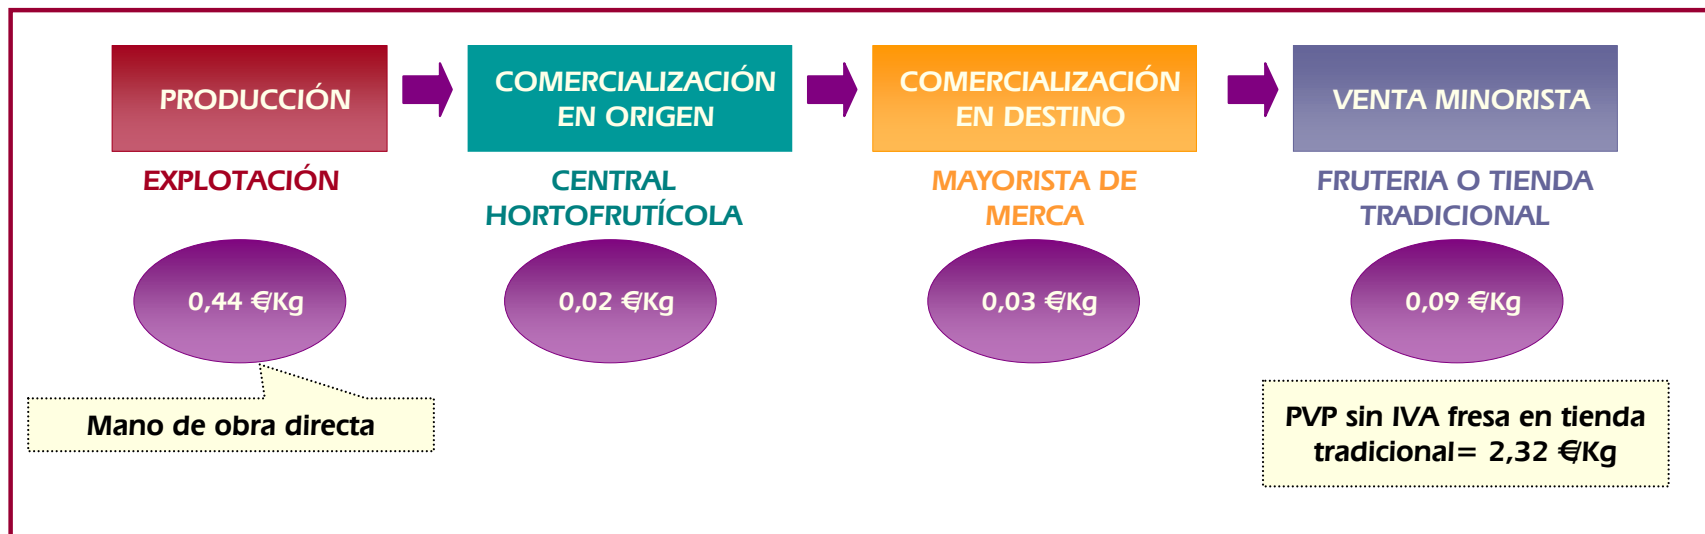 PRODUCCIÓN
COMERCIALIZACIÓN
EN ORIGEN
COMERCIALIZACIÓN
EN DESTINO
VENTA MINORISTA
EXPLOTACIÓN
CENTRAL
HORTOFRUTÍCOLA
MAYORISTA DE
MERCA
FRUTERIA O TIENDA
TRADICIONAL
0,44 €/Kg
0,02 €/Kg
0,03 €/Kg
0,09 €/Kg
Mano de obra directa
PVP sin IVA fresa en tienda
tradicional= 2,32 €/Kg